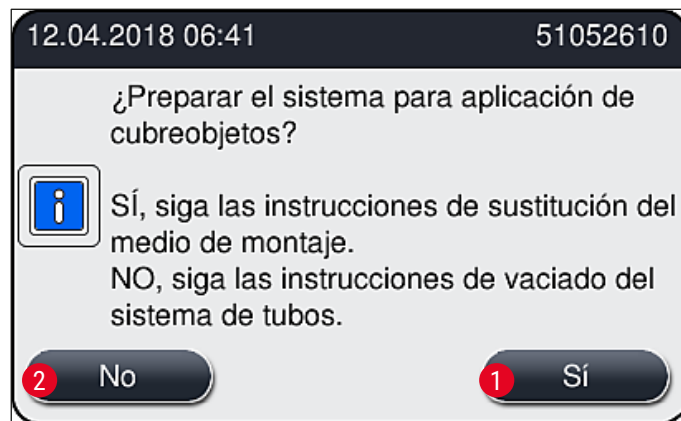 12.04.2018 06:41 51052610
¿Preparar el sistema para aplicación de
cubreobjetos?
SÍ, siga las instrucciones de sustitución del
medio de montaje.
NO, siga las instrucciones de vaciado del
sistema de tubos.
2 No 1 Sí